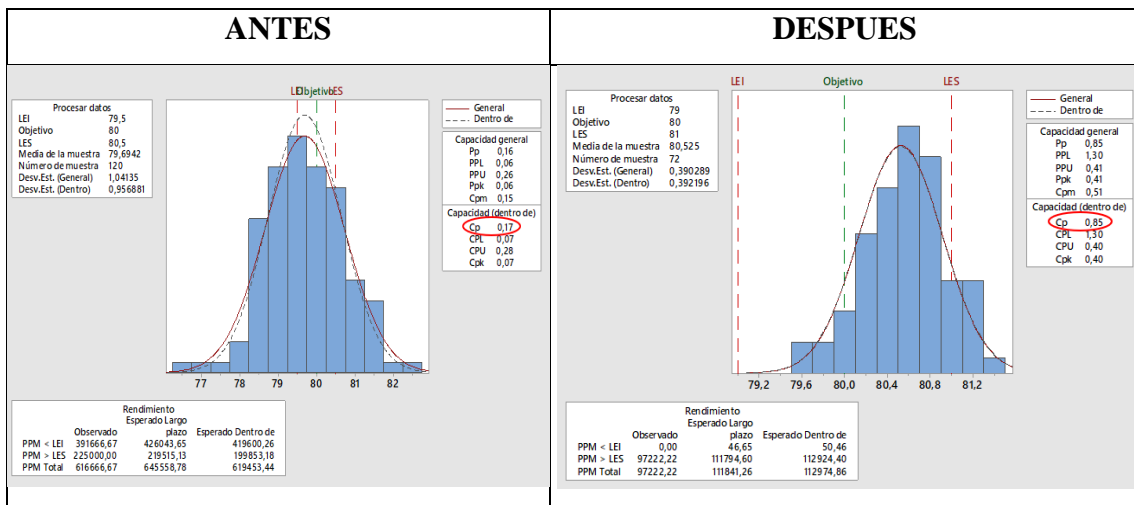 ANTES
LEI Objetivo LES
Procesar datos
LEI 79,5
Objetivo 80
LES 80,5
Media de la muestra 79,6942
Número de muestra 120
Desv.Est. (General) 1,04135
Desv.Est. (Dentro) 0,956881
General
Dentro de
Capacidad general
Pp 0,16
PPL 0,06
PPU 0,26
Ppk 0,06
Cpm 0,15
Capacidad (dentro de)
Cp 0,17
CPL 0,07
CPU 0,28
Cpk 0,07
77 78 79 80 81 82
Rendimiento
Esperado Largo
Observado plazo Esperado Dentro de
PPM < LEI 391666,67 426043,65 419600,26
PPM > LES 225000,00 219515,13 199853,18
PPM Total 616666,67 645558,78 619453,44
DESPUES
LEI Objetivo LES
Procesar datos
LEI 79
Objetivo 80
LES 81
Media de la muestra 80,525
Número de muestra 72
Desv.Est. (General) 0,390289
Desv.Est. (Dentro) 0,392196
General
Dentro de
Capacidad general
Pp 0,85
PPL 1,30
PPU 0,41
Ppk 0,41
Cpm 0,51
Capacidad (dentro de)
Cp 0,85
CPL 1,30
CPU 0,40
Cpk 0,40
79,2 79,6 80,0 80,4 80,8 81,2
Rendimiento
Esperado Largo
Observado plazo Esperado Dentro de
PPM < LEI 0,00 46,65 50,46
PPM > LES 97222,22 111794,60 112924,40
PPM Total 97222,22 111841,26 112974,86